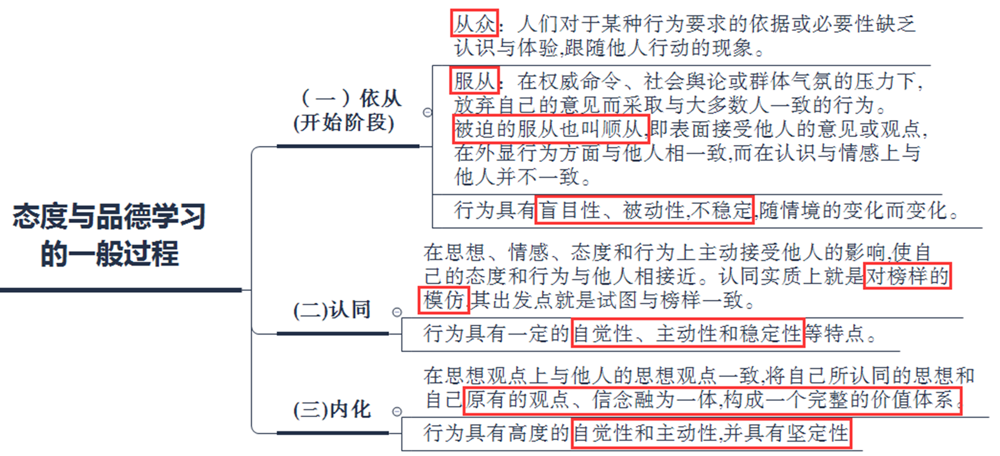 态度与品德学习
的一般过程
（一）依从
(开始阶段)
从众：人们对于某种行为要求的依据或必要性缺乏
认识与体验,跟随他人行动的现象。
服从：在权威命令、社会舆论或群体气氛的压力下,
放弃自己的意见而采取与大多数人一致的行为。
被迫的服从也叫顺从,即表面接受他人的意见或观点,
在外显行为方面与他人相一致,而在认识与情感上与
他人并不一致。
行为具有盲目性、被动性,不稳定,随情境的变化而变化。
(二)认同
在思想、情感、态度和行为上主动接受他人的影响,使自
己的态度和行为与他人相接近。认同实质上就是对榜样的
模仿,其出发点就是试图与榜样一致。
行为具有一定的自觉性、主动性和稳定性等特点。
(三)内化
在思想观点上与他人的思想观点一致,将自己所认同的思想和
自己原有的观点、信念融为一体,构成一个完整的价值体系。
行为具有高度的自觉性和主动性,并具有坚定性